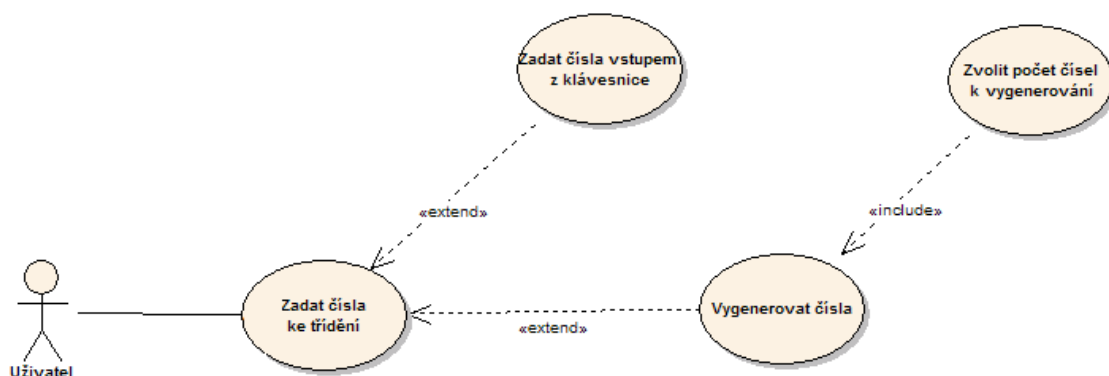 Zadat čísla vstupem
z klávesnice
Zvolit počet čísel
k vygenerování
«extend»
«include»
Zadat čísla
ke třídění
Vygenerovat čísla
«extend»
Uživatel